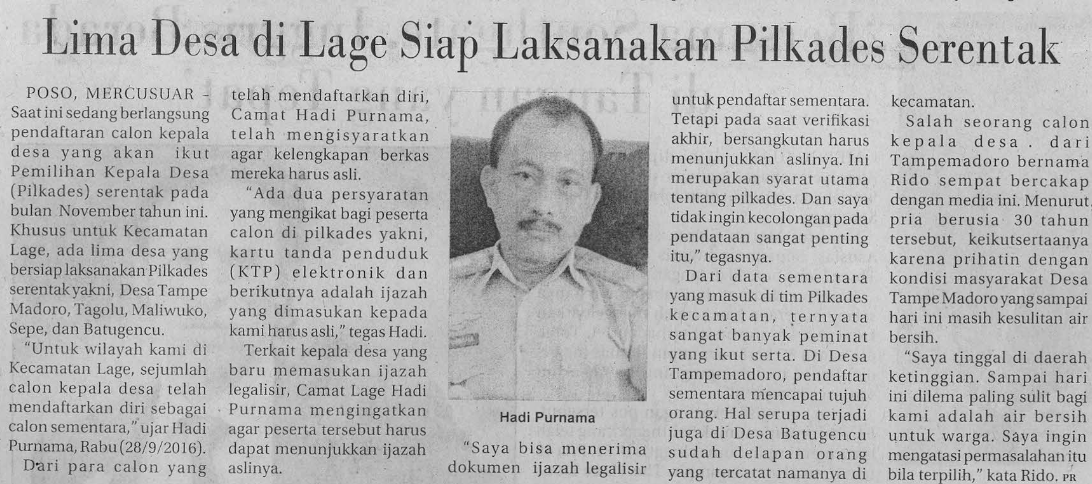 Lima Desa di Lage Siap Laksanakan Pilkades Serentak
POSO, MERCUSUAR –
Saat ini sedang berlangsung
pendaftaran calon kepala
desa yang akan ikut
Pemilihan Kepala Desa
(Pilkades) serentak pada
bulan November tahun ini.
Khusus untuk Kecamatan
Lage, ada lima desa yang
bersiap laksanakan Pilkades
serentak yakni, Desa Tampe
Madoro, Tagolu, Maliwuko,
Sepe, dan Batugencu.
“Untuk wilayah kami di
Kecamatan Lage, sejumlah
calon kepala desa telah
mendaftarkan diri sebagai
calon sementara,” ujar Hadi
Purnama, Rabu (28/9/2016).
Dari para calon yang
telah mendaftarkan diri,
Camat Hadi Purnama,
telah mengisyaratkan
agar kelengkapan berkas
mereka harus asli.
“Ada dua persyaratan
yang mengikat bagi peserta
calon di pilkades yakni,
kartu tanda penduduk
(KTP) elektronik dan
berikutnya adalah ijazah
yang dimasukan kepada
kami harus asli,” tegas Hadi.
Terkait kepala desa yang
baru memasukan ijazah
legalisir, Camat Lage Hadi
Purnama mengingatkan
agar peserta tersebut harus
dapat menunjukkan ijazah
aslinya.
Hadi Purnama
“Saya bisa menerima
dokumen ijazah legalisir
untuk pendaftar sementara.
Tetapi pada saat verifikasi
akhir, bersangkutan harus
menunjukkan aslinya. Ini
merupakan syarat utama
tentang pilkades. Dan saya
tidak ingin kecolongan pada
pendataan sangat penting
itu,” tegasnya.
Dari data sementara
yang masuk di tim Pilkades
kecamatan, ternyata
sangat banyak peminat
yang ikut serta. Di Desa
Tampemadoro, pendaftar
sementara mencapai tujuh
orang. Hal serupa terjadi
juga di Desa Batugencu
sudah delapan orang
yang tercatat namanya di
kecamatan.
Salah seorang calon
kepala desa . dari
Tampemadoro bernama
Rido sempat bercakap
dengan media ini. Menurut
pria berusia 30 tahun
tersebut, keikutsertaanya
karena prihatin dengan
kondisi masyarakat Desa
Tampe Madoro yang sampai
hari ini masih kesulitan air
bersih.
“Saya tinggal di daerah
ketinggian. Sampai hari
ini dilema paling sulit bagi
kami adalah air bersih
untuk warga. Saya ingin
mengatasi permasalahan itu
bila terpilih,” kata Rido. PR